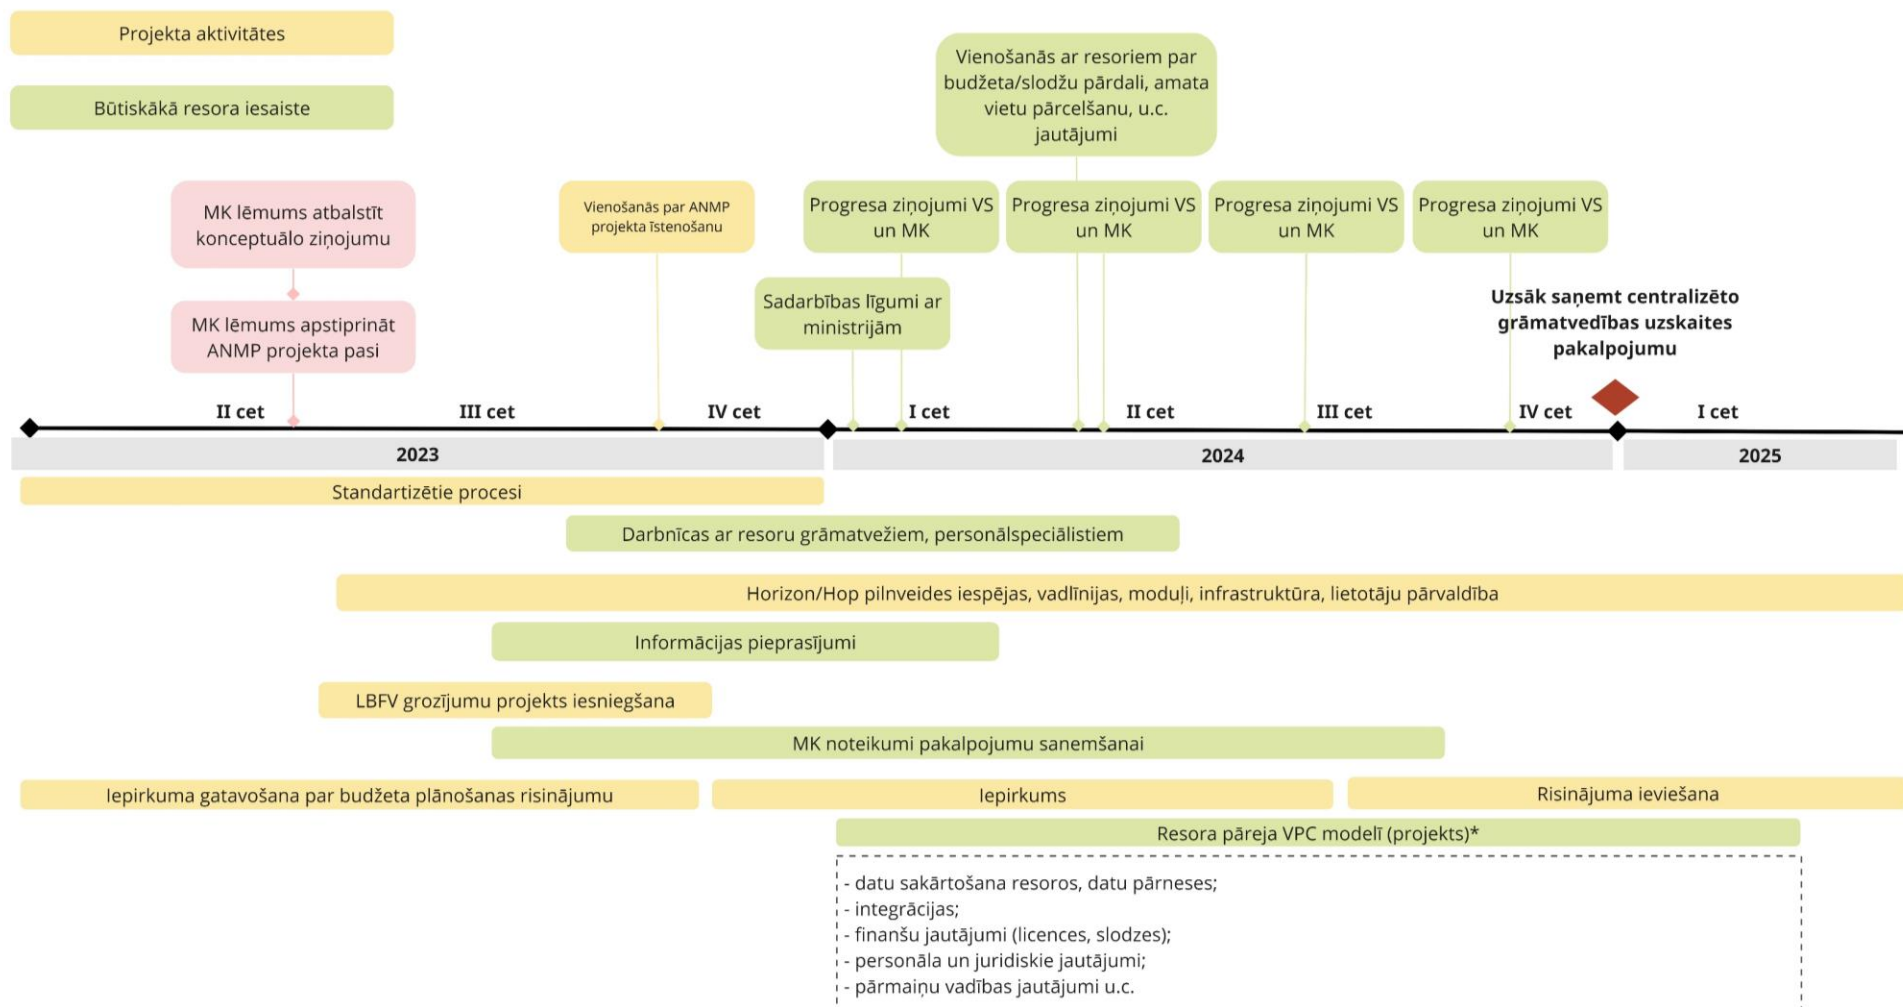 Projekta aktivitātes
Būtiskākā resora iesaiste
Vienošanās ar resoriem par
budžeta/slodžu pārdali, amata
vietu pārcelšanu, u.c.
jautājumi
MK lēmums atbalstīt
konceptuālo ziņojumu
Vienošanās par ANMP
projekta īstenošanu
Progresa ziņojumi VS
un MK
Progresa ziņojumi VS
un MK
Progresa ziņojumi VS
un MK
Progresa ziņojumi VS
un MK
MK lēmums apstiprināt
ANMP projekta pasi
Sadarbības līgumi ar
ministrijām
Uzsāk saņemt centralizēto
grāmatvedības uzskaites
pakalpojumu
II cet
III cet
IV cet
I cet
II cet
III cet
IV cet
I cet
2023
2024
2025
Standartizētie procesi
Darbnīcas ar resoru grāmatvežiem, personālspeciālistiem
Horizon/Hop pilnveides iespējas, vadlīnijas, moduļi, infrastruktūra, lietotāju pārvaldība
Informācijas pieprasījumi
LBFV grozījumu projekts iesniegšana
MK noteikumi pakalpojumu sanemšanai
Iepirkuma gatavošana par budžeta plānošanas risinājumu
Iepirkums
Risinājuma ieviešana
Resora pāreja VPC modelī (projekts)*
- datu sakārtošana resoros, datu pārneses;
- integrācijas;
- finanšu jautājumi (licences, slodzes);
- personāla un juridiskie jautājumi;
- pārmaiņu vadības jautājumi u.c.